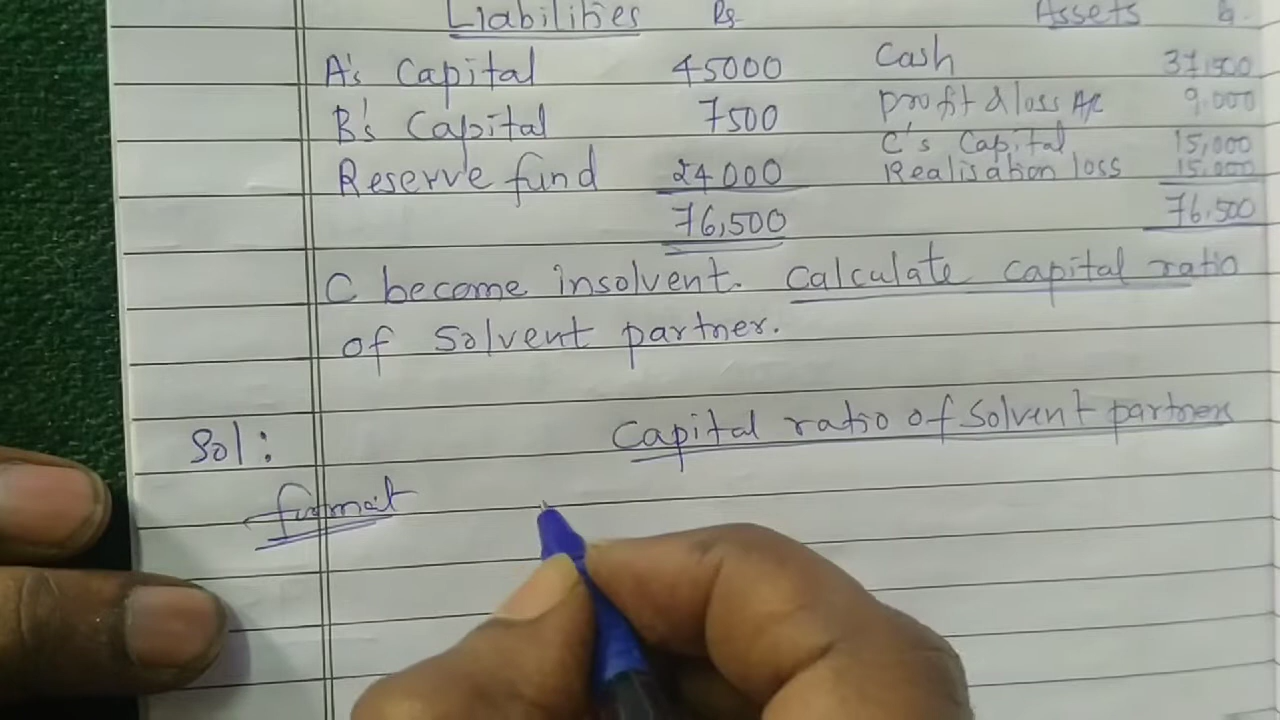 Liabilities Rs. Assets Rs.
A's Capital 45000 Cash 37,500
B's Capital 7500 profit & loss A/c 9,000
C's Capital 15,000
Reserve fund 24000 Realisation loss 15,000
76,500 76,500
C become insolvent. Calculate capital ratio
of solvent partner.
Sol: Capital ratio of Solvent partners
format